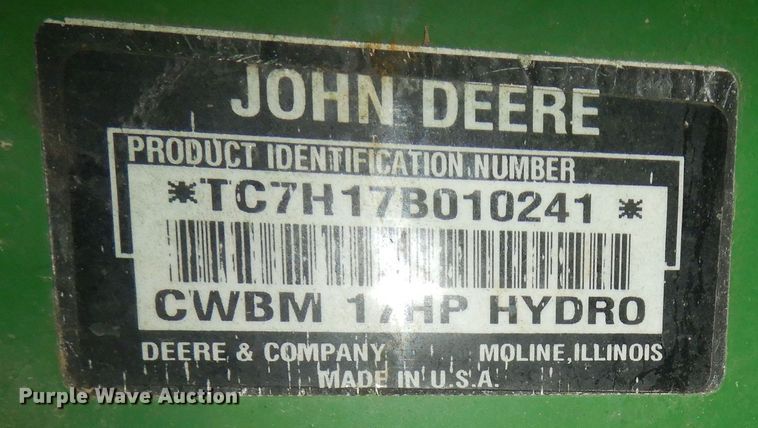 JOHN DEERE
PRODUCT IDENTIFICATION NUMBER
*TC7H17B010241*
CWBM 17HP HYDRO
DEERE & COMPANY MOLINE, ILLINOIS
MADE IN U.S.A.
Purple Wave Auction